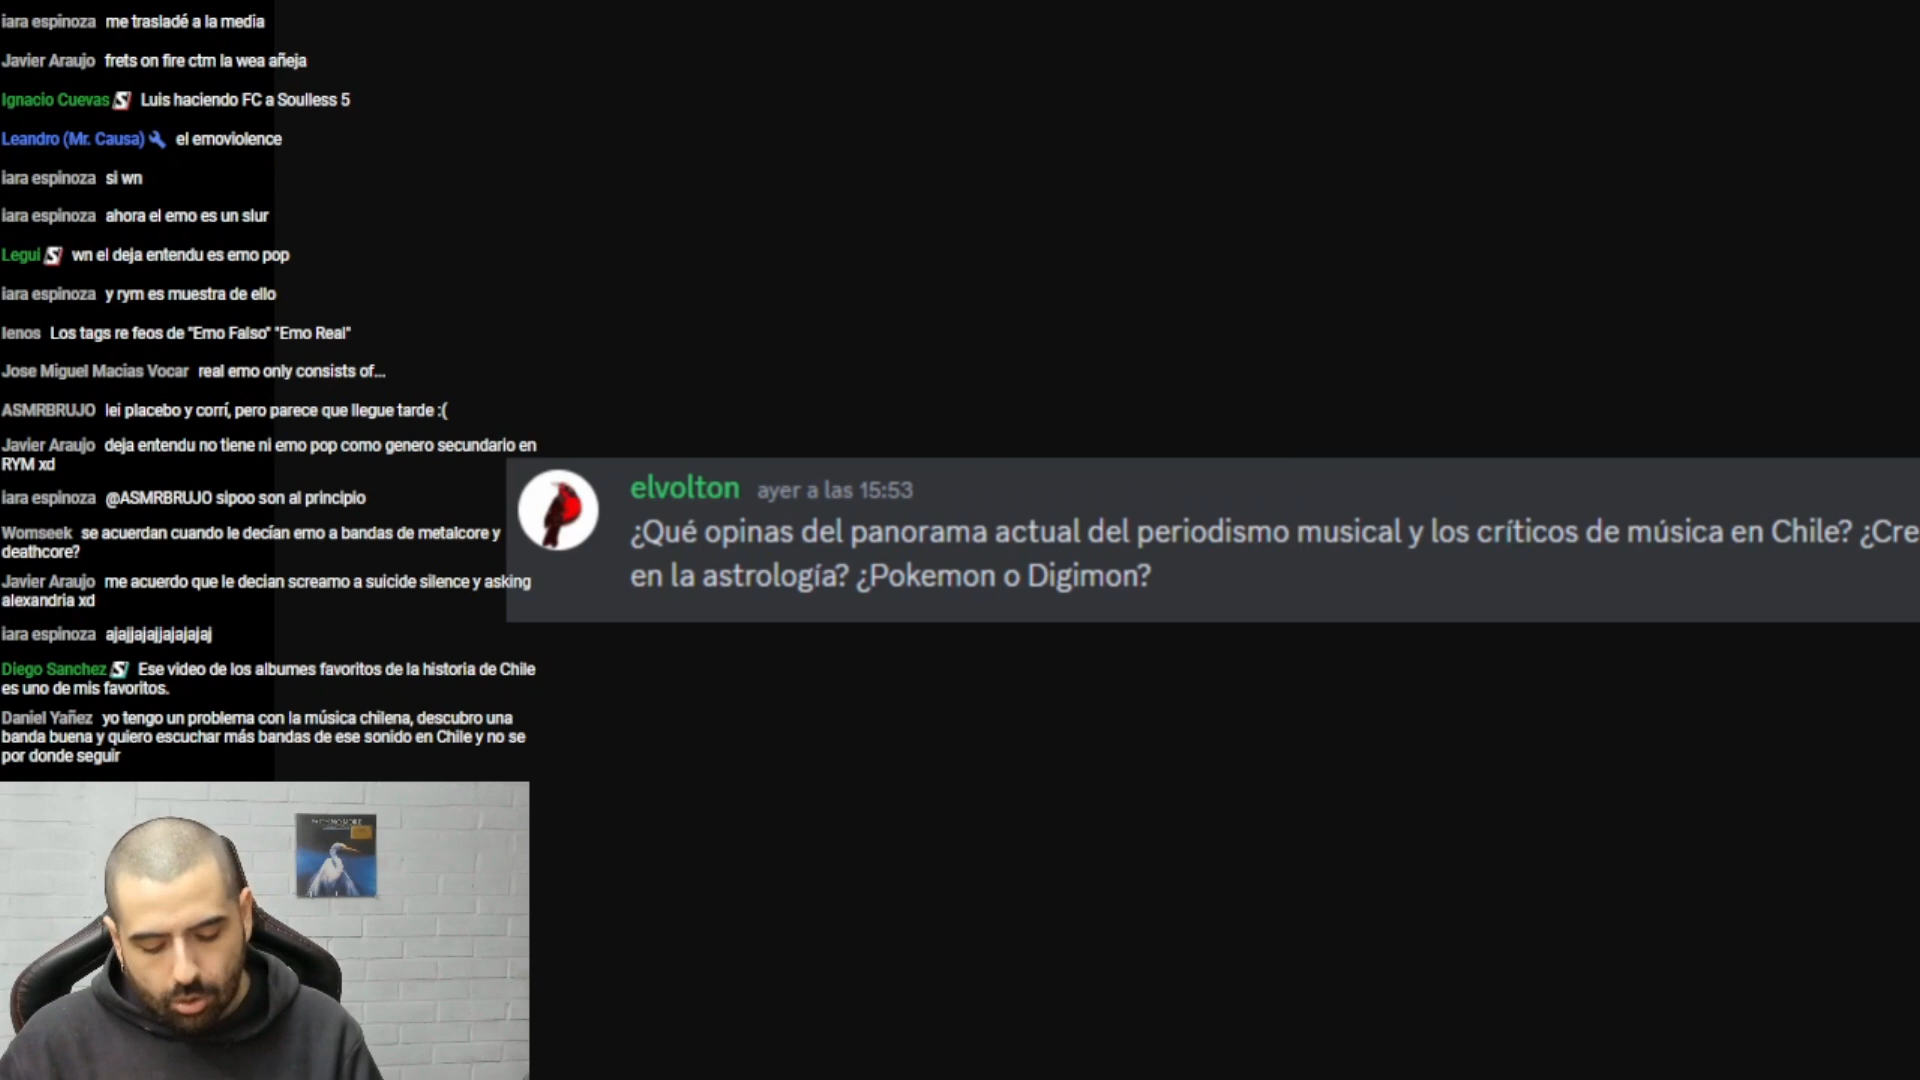 iara espinoza me trasladé a la media
Javier Araujo frets on fire ctm la wea añeja
Ignacio Cuevas Luis haciendo FC a Soulless 5
Leandro (Mr. Causa) el emoviolence
iara espinoza si wn
iara espinoza ahora el emo es un slur
Legui wn el deja entendu es emo pop
iara espinoza y rym es muestra de ello
lenos Los tags re feos de "Emo Falso" "Emo Real"
Jose Miguel Macias Vocar real emo only consists of...
ASMRBRUJO lei placebo y corrí, pero parece que llegue tarde :(
Javier Araujo deja entendu no tiene ni emo pop como genero secundario en
RYM xd
iara espinoza @ASMRBRUJO sipoo son al principio
Womseek se acuerdan cuando le decían emo a bandas de metalcore y
deathcore?
Javier Araujo me acuerdo que le decian screamo a suicide silence y asking
alexandria xd
iara espinoza ajajjajajjajajajaj
Diego Sanchez Ese video de los albumes favoritos de la historia de Chile
es uno de mis favoritos.
Daniel Yañez yo tengo un problema con la música chilena, descubro una
banda buena y quiero escuchar más bandas de ese sonido en Chile y no se
por donde seguir
elvolton ayer a las 15:53
¿Qué opinas del panorama actual del periodismo musical y los críticos de música en Chile? ¿Cre
en la astrología? ¿Pokemon o Digimon?
FAITH NO MORE